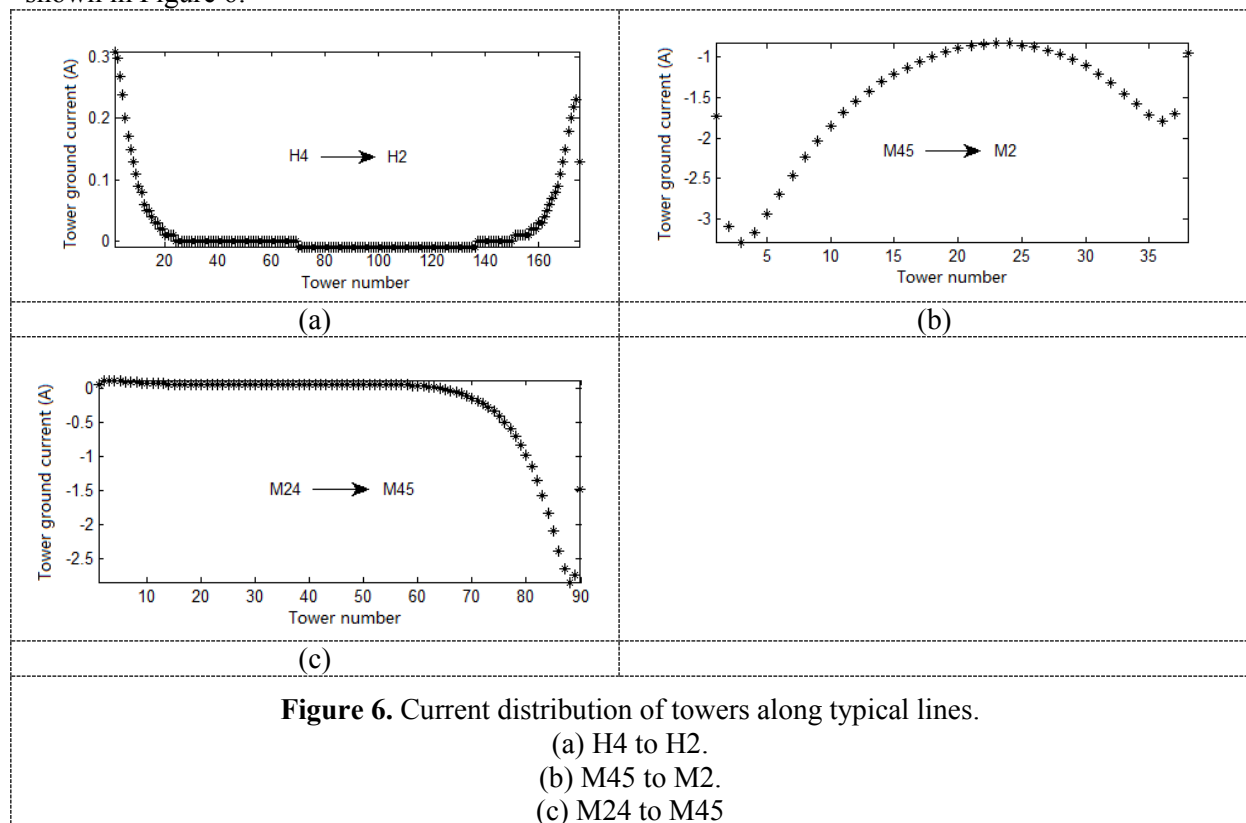 shown in Figure 6.
Tower ground current (A)
0.3
0.2
0.1
0
H4 H2
20 40 60 80 100 120 140 160
Tower number
(a)
Tower ground current (A)
-1
-1.5
-2
-2.5
-3
M45 M2
5 10 15 20 25 30 35
Tower number
(b)
Tower ground current (A)
0
-0.5
-1
-1.5
-2
-2.5
M24 M45
10 20 30 40 50 60 70 80 90
Tower number
(c)
Figure 6. Current distribution of towers along typical lines.
(a) H4 to H2.
(b) M45 to M2.
(c) M24 to M45